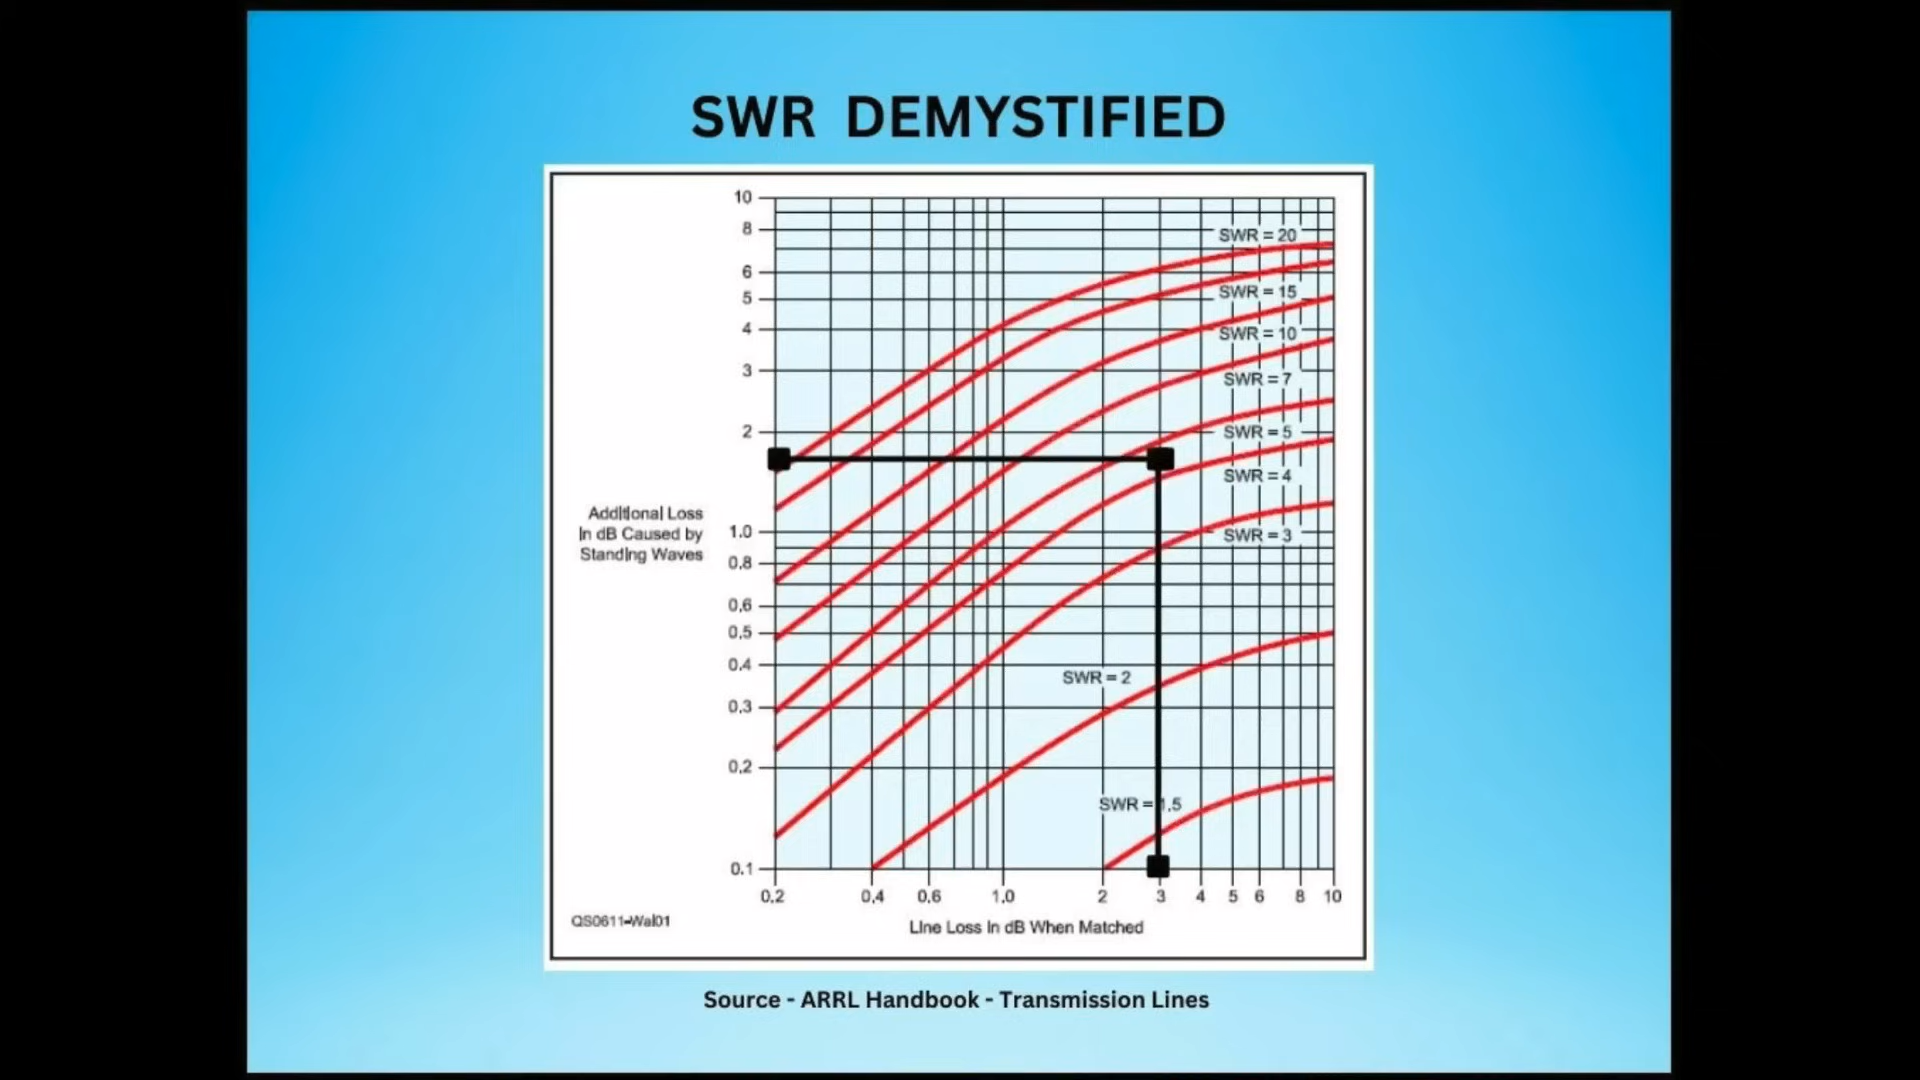 SWR DEMYSTIFIED
10
8
SWR = 20
6
5
SWR = 15
4
SWR = 10
3
SWR = 7
2
SWR = 5
SWR = 4
Additional Loss
in dB Caused by
Standing Waves
1.0
SWR = 3
0.8
0.6
0.5
0.4
SWR = 2
0.3
0.2
SWR = 1.5
0.1
0.2 0.4 0.6 1.0 2 3 4 5 6 8 10
QS0611-Wal01
Line Loss in dB When Matched
Source - ARRL Handbook - Transmission Lines